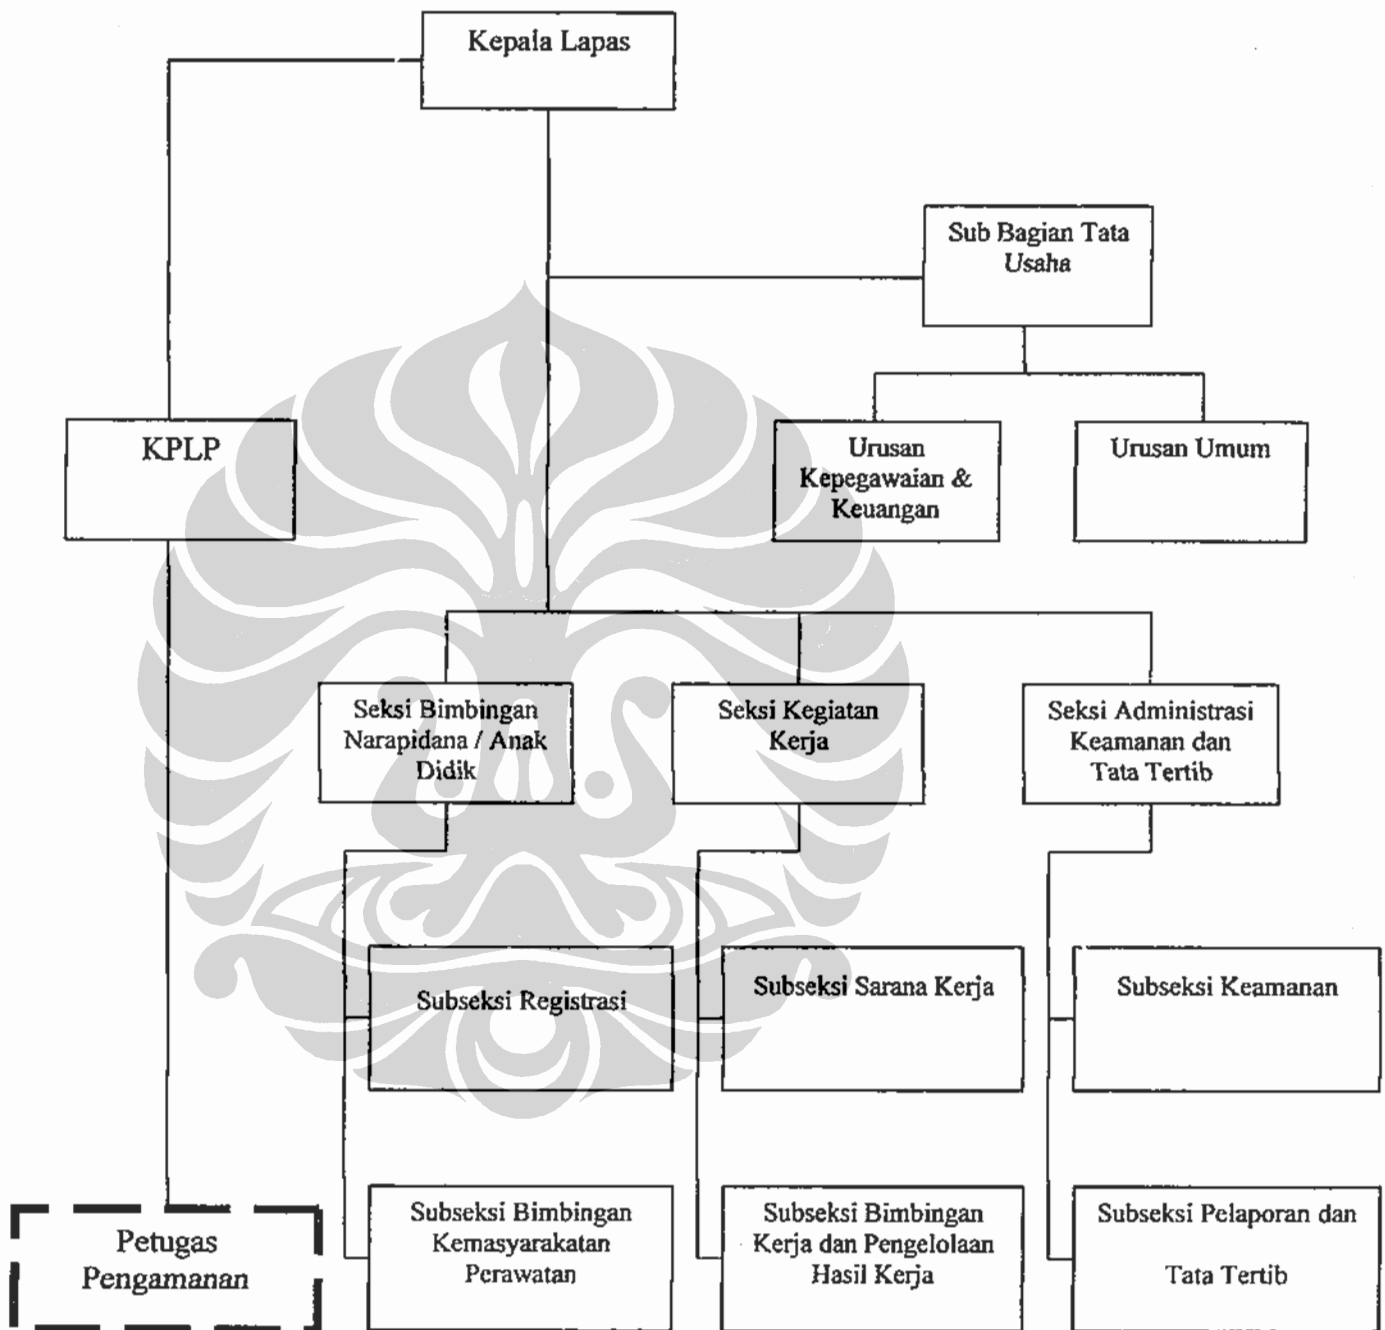 Kepala Lapas
Sub Bagian Tata
Usaha
KPLP
Urusan
Kepegawaian &
Keuangan
Urusan Umum
Seksi Bimbingan
Narapidana / Anak
Didik
Seksi Kegiatan
Kerja
Seksi Administrasi
Keamanan dan
Tata Tertib
Subseksi Registrasi
Subseksi Sarana Kerja
Subseksi Keamanan
Petugas
Pengamanan
Subseksi Bimbingan
Kemasyarakatan
Perawatan
Subseksi Bimbingan
Kerja dan Pengelolaan
Hasil Kerja
Subseksi Pelaporan dan
Tata Tertib